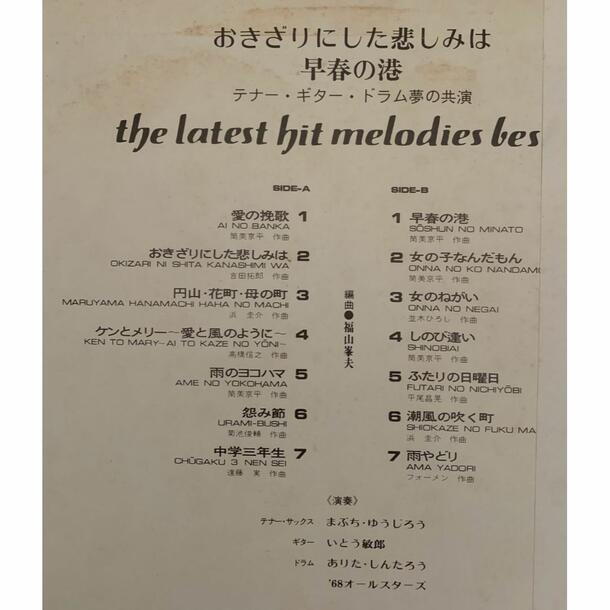 おきざりにした悲しみは
早春の港
テナー・ギター・ドラム夢の共演
the latest hit melodies bes
SIDE-A
愛の挽歌 1
AI NO BANKA
筒美京平 作曲
おきざりにした悲しみは 2
OKIZARI NI SHITA KANASHIMI WA
吉田拓郎 作曲
円山・花町・母の町 3
MARUYAMA HANAMACHI HAHA NO MACHI
浜 圭介 作曲
ケンとメリー〜愛と風のように〜 4
KEN TO MARY~AI TO KAZE NO YŌNI~
高橋信之 作曲
雨のヨコハマ 5
AME NO YOKOHAMA
筒美京平 作曲
怨み節 6
URAMI-BUSHI
菊池俊輔 作曲
中学三年生 7
CHŪGAKU 3 NEN SEI
遠藤 実 作曲
編曲●福山峯夫
SIDE-B
1 早春の港
SŌSHUN NO MINATO
筒美京平 作曲
2 女の子なんだもん
ONNA NO KO NANDAMO
筒美京平 作曲
3 女のねがい
ONNA NO NEGAI
並木ひろし 作曲
4 しのび逢い
SHINOBIAI
筒美京平 作曲
5 ふたりの日曜日
FUTARI NO NICHIYŌBI
平尾昌晃 作曲
6 潮風の吹く町
SHIOKAZE NO FUKU MA
浜 圭介 作曲
7 雨やどり
AMA YADORI
フォーメン 作曲
《演奏》
テナー・サックス まぶち・ゆうじろう
ギター いとう敏郎
ドラム ありた・しんたろう
'68オールスターズ